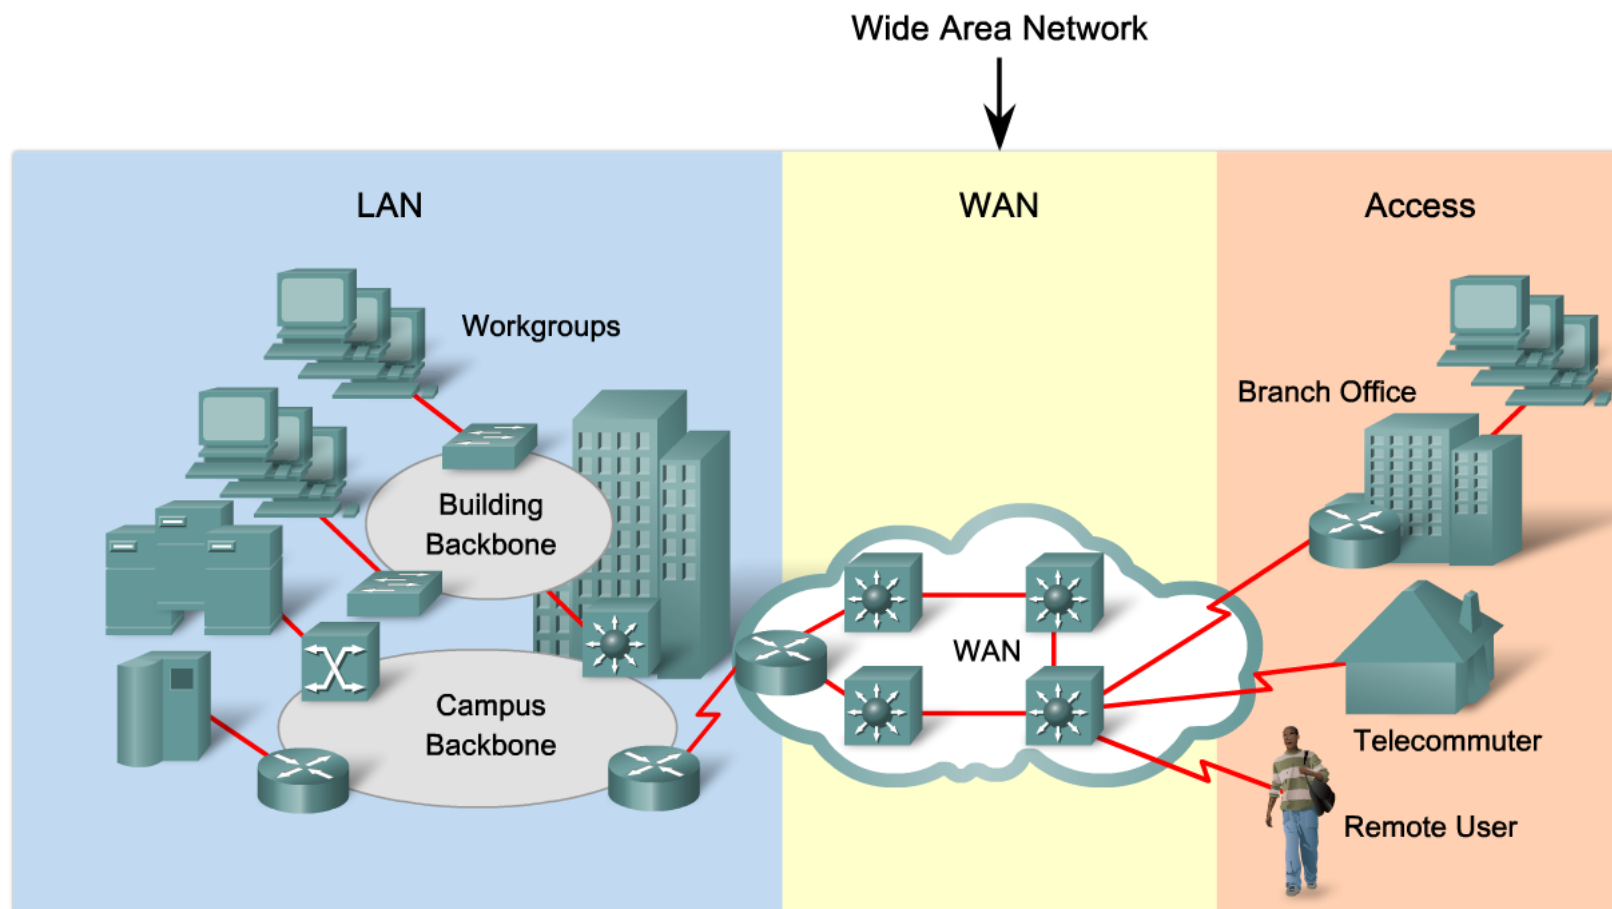 Wide Area Network
LAN
WAN
Access
Workgroups
Branch Office
Building
Backbone
WAN
Campus
Backbone
Telecommuter
Remote User